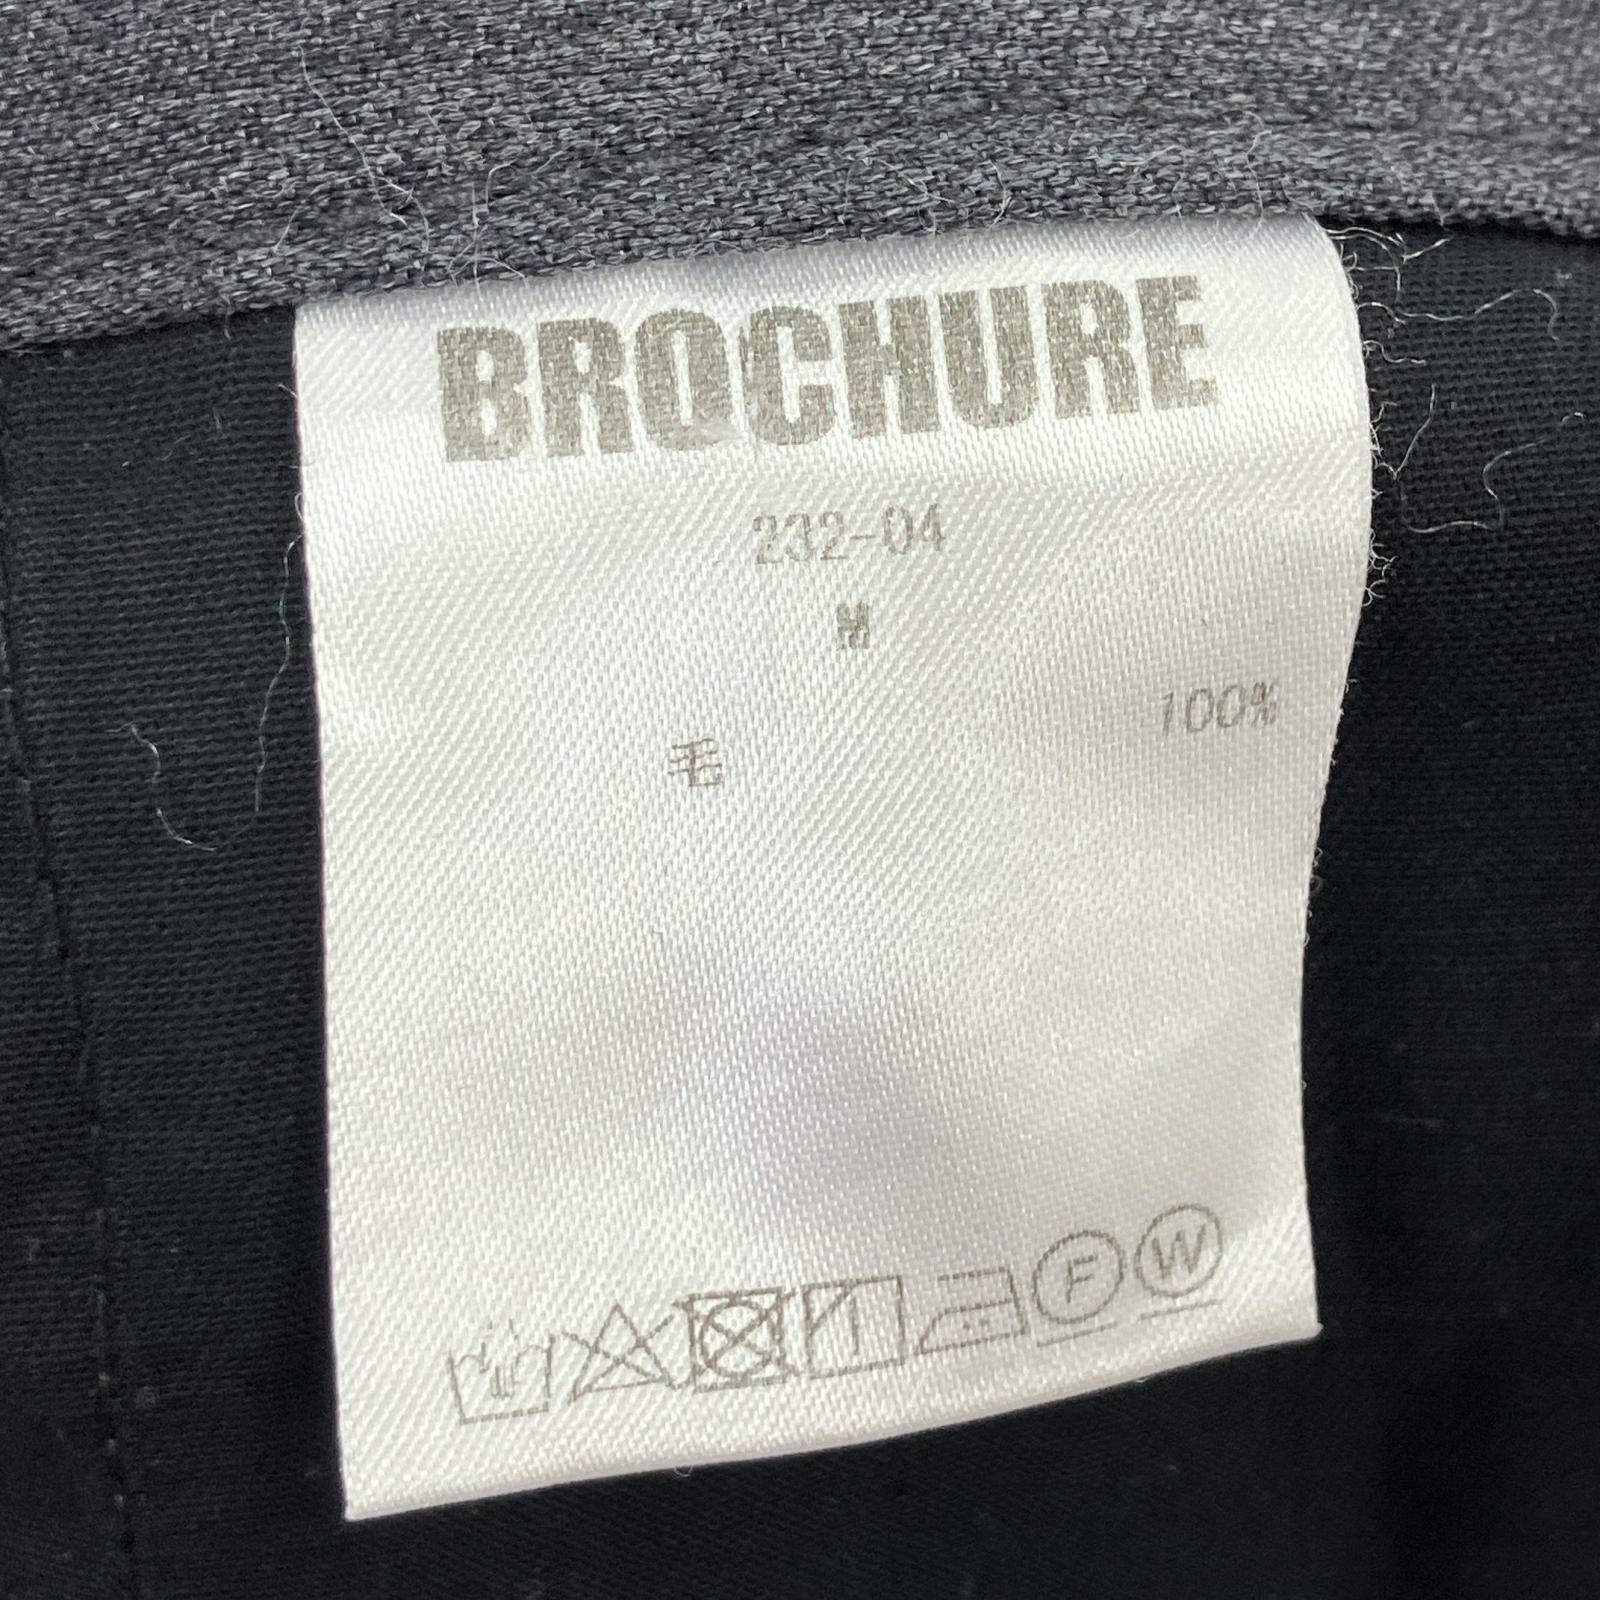 BROCHURE
232-04
M
毛 100%
F W